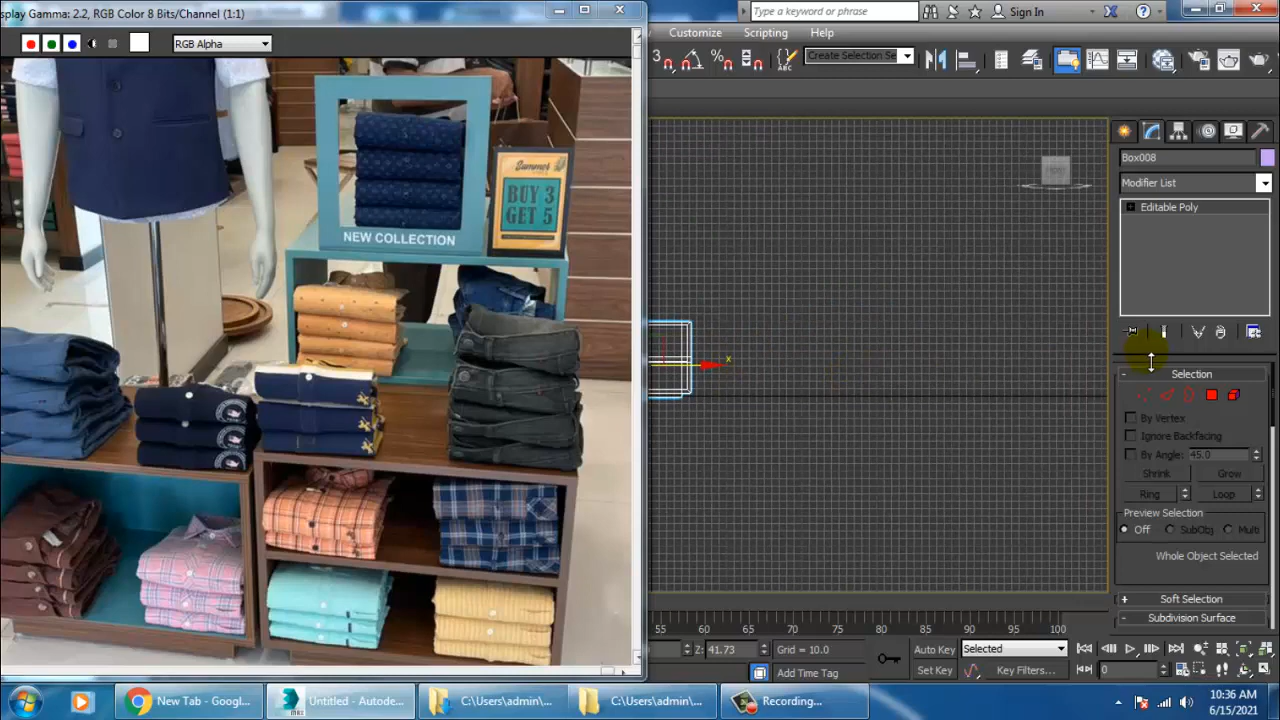 splay Gamma: 2.2, RGB Color 8 Bits/Channel (1:1)
Type a keyword or phrase
Sign In
Customize Scripting Help
RGB Alpha
3
Create Selection Se
ABC
NEW COLLECTION
Summer
BUY 3
GET 5
FRONT
Box008
Modifier List
Editable Poly
Selection
By Vertex
Ignore Backfacing
By Angle: 45.0
Shrink Grow
Ring Loop
Preview Selection
Off SubObj Multi
Whole Object Selected
Soft Selection
Subdivision Surface
x
55 60 65 70 75 80 85 90 95 100
Z: 41.73 Grid = 10.0
Auto Key Selected
Add Time Tag
Set Key Key Filters...
0
New Tab - Googl...
Untitled - Autode...
C:\Users\admin\...
C:\Users\admin\...
Recording...
10:36 AM
6/15/2021